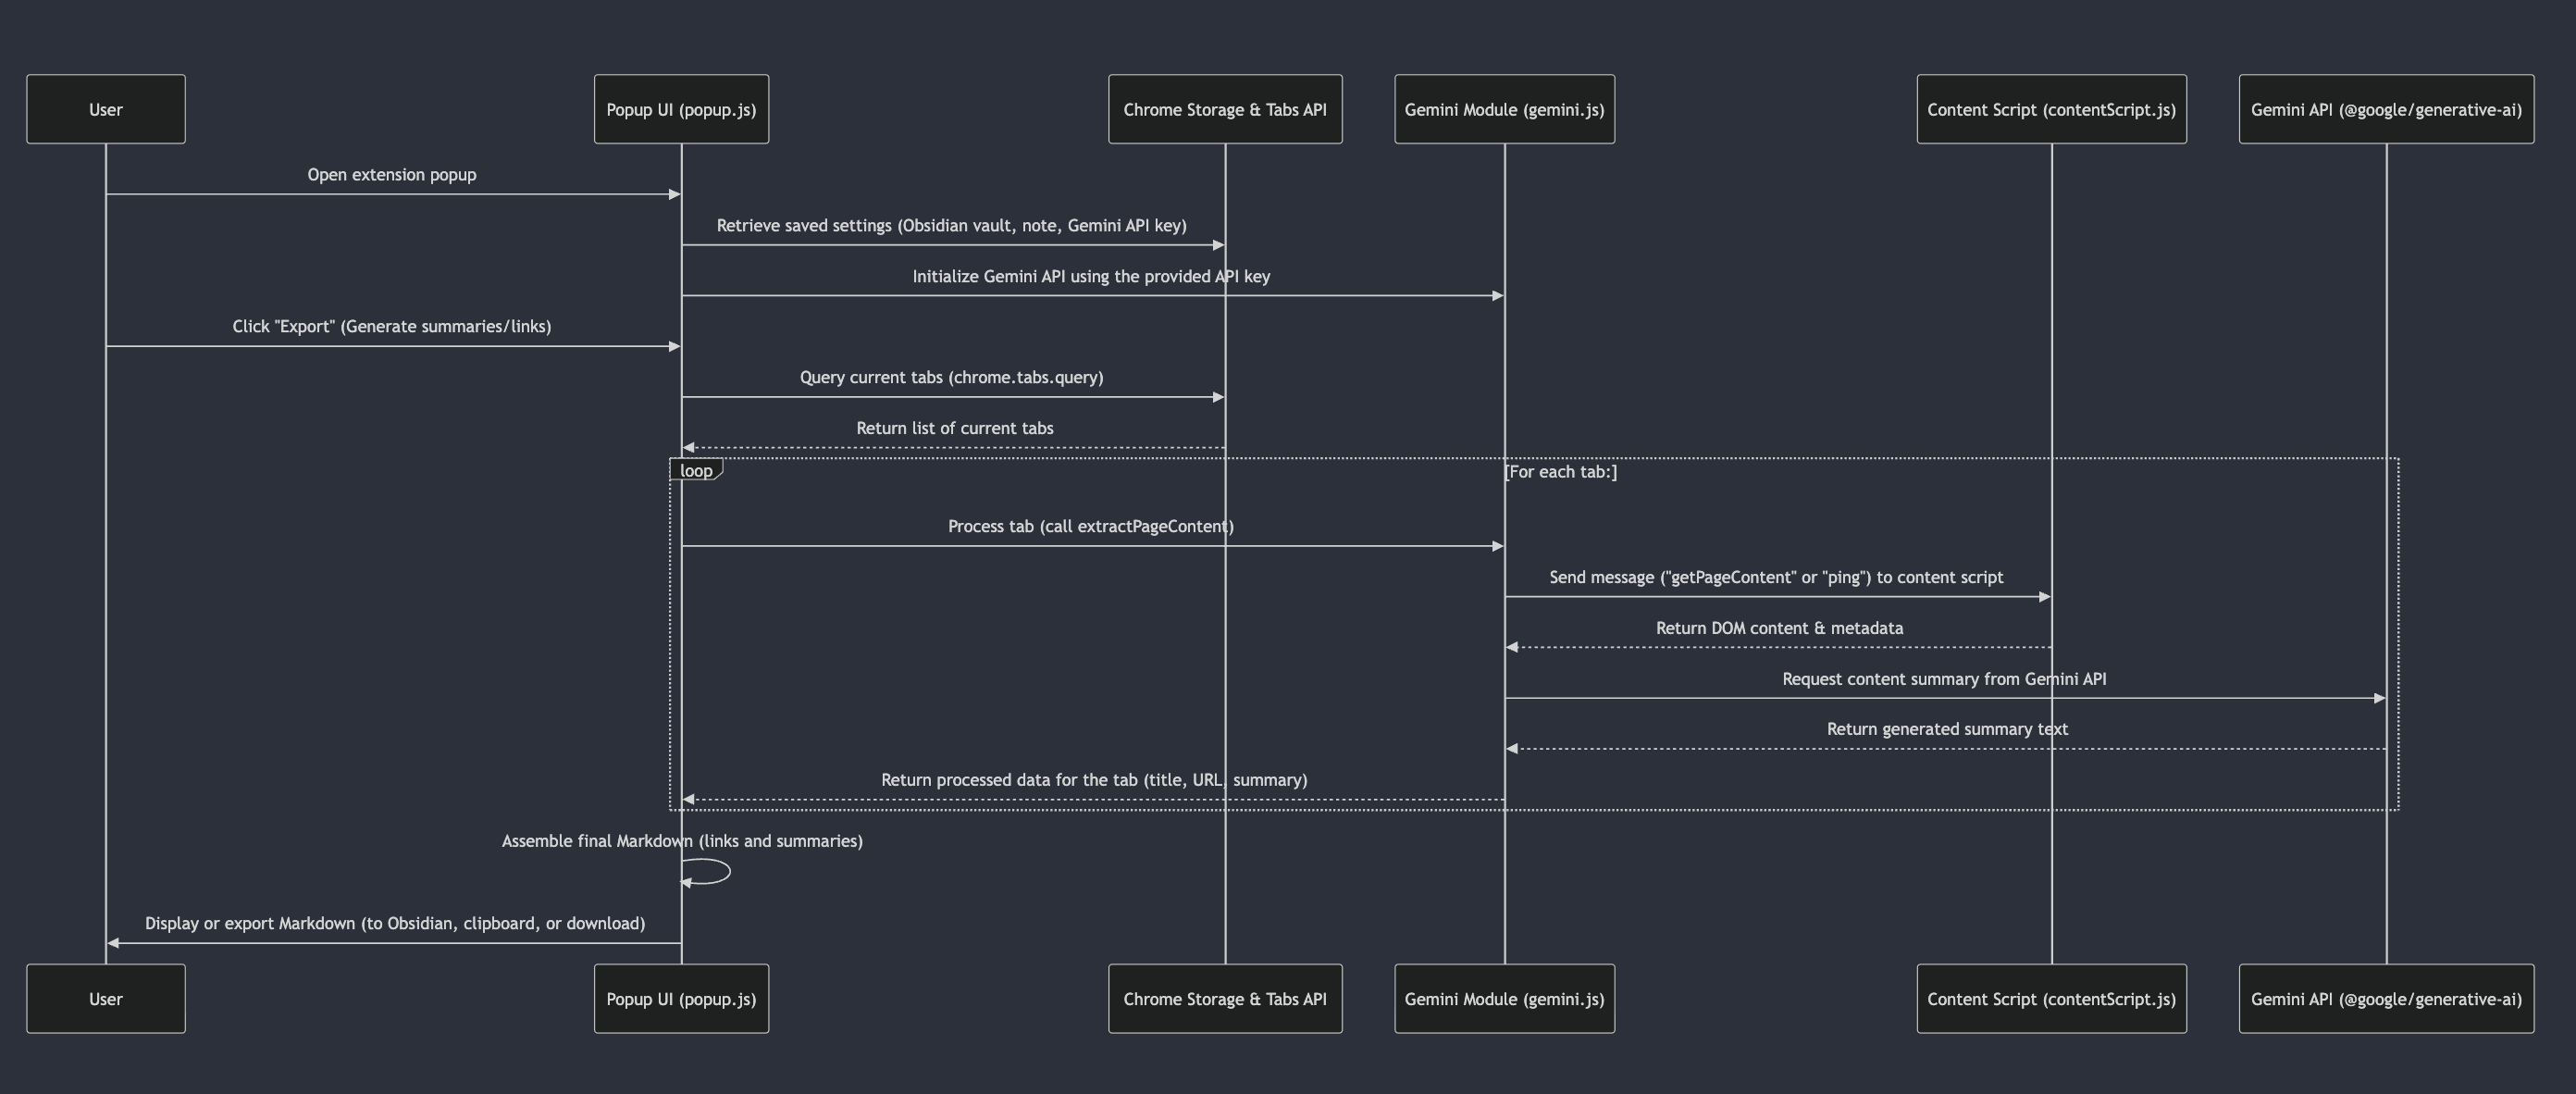 User
Popup UI (popup.js)
Chrome Storage & Tabs API
Gemini Module (gemini.js)
Content Script (contentScript.js)
Gemini API (@google/generative-ai)
Open extension popup
Retrieve saved settings (Obsidian vault, note, Gemini API key)
Initialize Gemini API using the provided API key
Click "Export" (Generate summaries/links)
Query current tabs (chrome.tabs.query)
Return list of current tabs
loop
[For each tab:]
Process tab (call extractPageContent)
Send message ("getPageContent" or "ping") to content script
Return DOM content & metadata
Request content summary from Gemini API
Return generated summary text
Return processed data for the tab (title, URL, summary)
Assemble final Markdown (links and summaries)
Display or export Markdown (to Obsidian, clipboard, or download)
User
Popup UI (popup.js)
Chrome Storage & Tabs API
Gemini Module (gemini.js)
Content Script (contentScript.js)
Gemini API (@google/generative-ai)